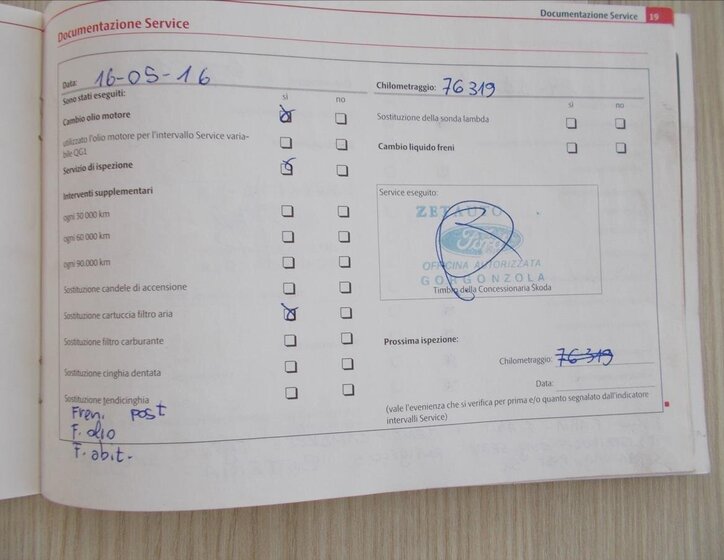 Documentazione Service 19
Documentazione Service
Data: 16-05-16
Chilometraggio: 76319
Sono stati eseguiti:
sì no
sì no
Cambio olio motore
Sostituzione della sonda lambda
utilizzato l'olio motore per l'intervallo Service varia-
bile QG1
Cambio liquido freni
Servizio di ispezione
Interventi supplementari
Service eseguito:
ogni 30 000 km
ZETAUTO
Ford
ogni 60 000 km
OFFICINA AUTORIZZATA
ogni 90.000 km
GORGONZOLA
Timbro della Concessionaria Škoda
Sostituzione candele di accensione
Sostituzione cartuccia filtro aria
Sostituzione filtro carburante
Prossima ispezione:
Chilometraggio: 76319
Sostituzione cinghia dentata
Data:
Sostituzione tendicinghia
(vale l'evenienza che si verifica per prima e/o quanto segnalato dall'indicatore
intervalli Service)
Fren. post
F. olio
F. abit.